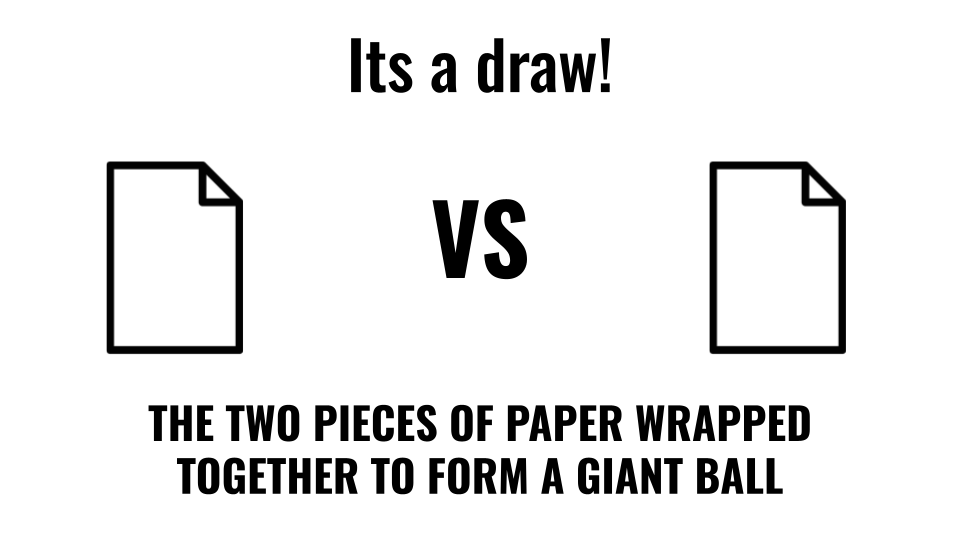 Its a draw!
VS
THE TWO PIECES OF PAPER WRAPPED
TOGETHER TO FORM A GIANT BALL